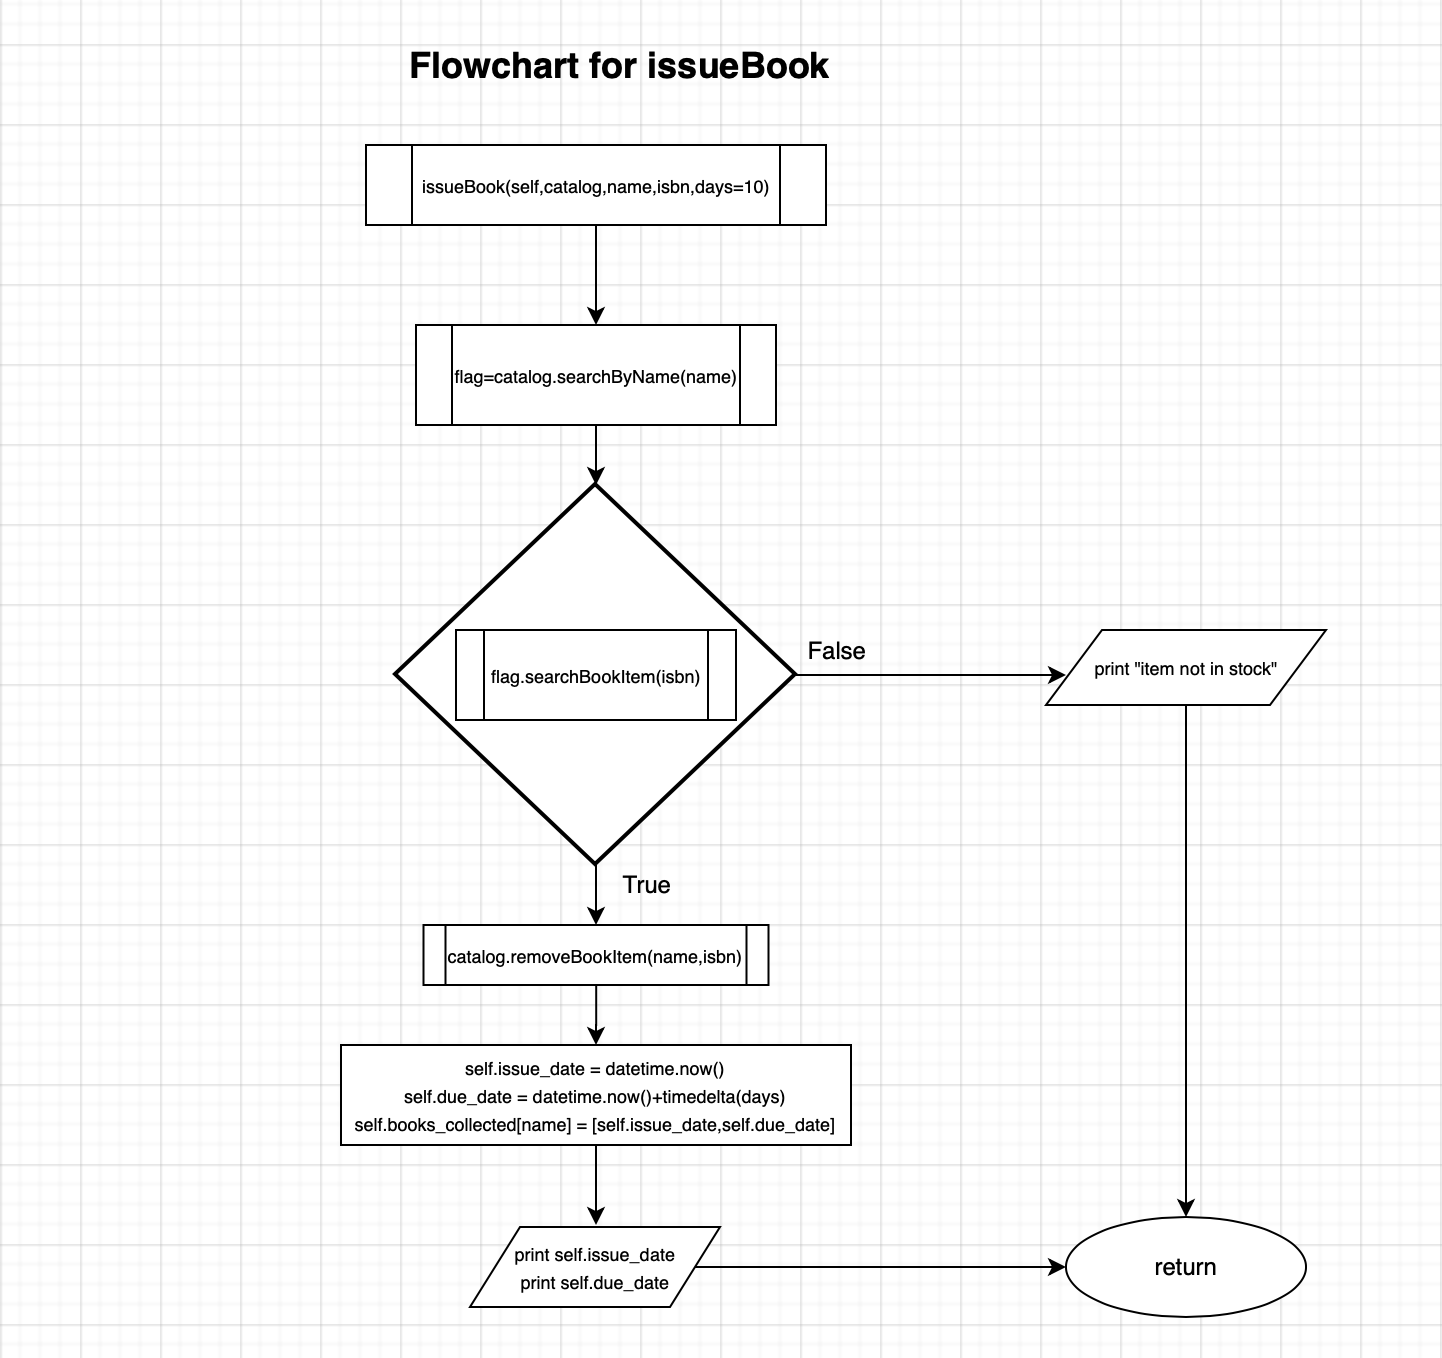 Flowchart for issueBook
issueBook(self,catalog,name,isbn,days=10)
flag=catalog.searchByName(name)
flag.searchBookItem(isbn)
False
print "item not in stock"
True
catalog.removeBookItem(name,isbn)
self.issue_date = datetime.now()
self.due_date = datetime.now()+timedelta(days)
self.books_collected[name] = [self.issue_date,self.due_date]
print self.issue_date
print self.due_date
return